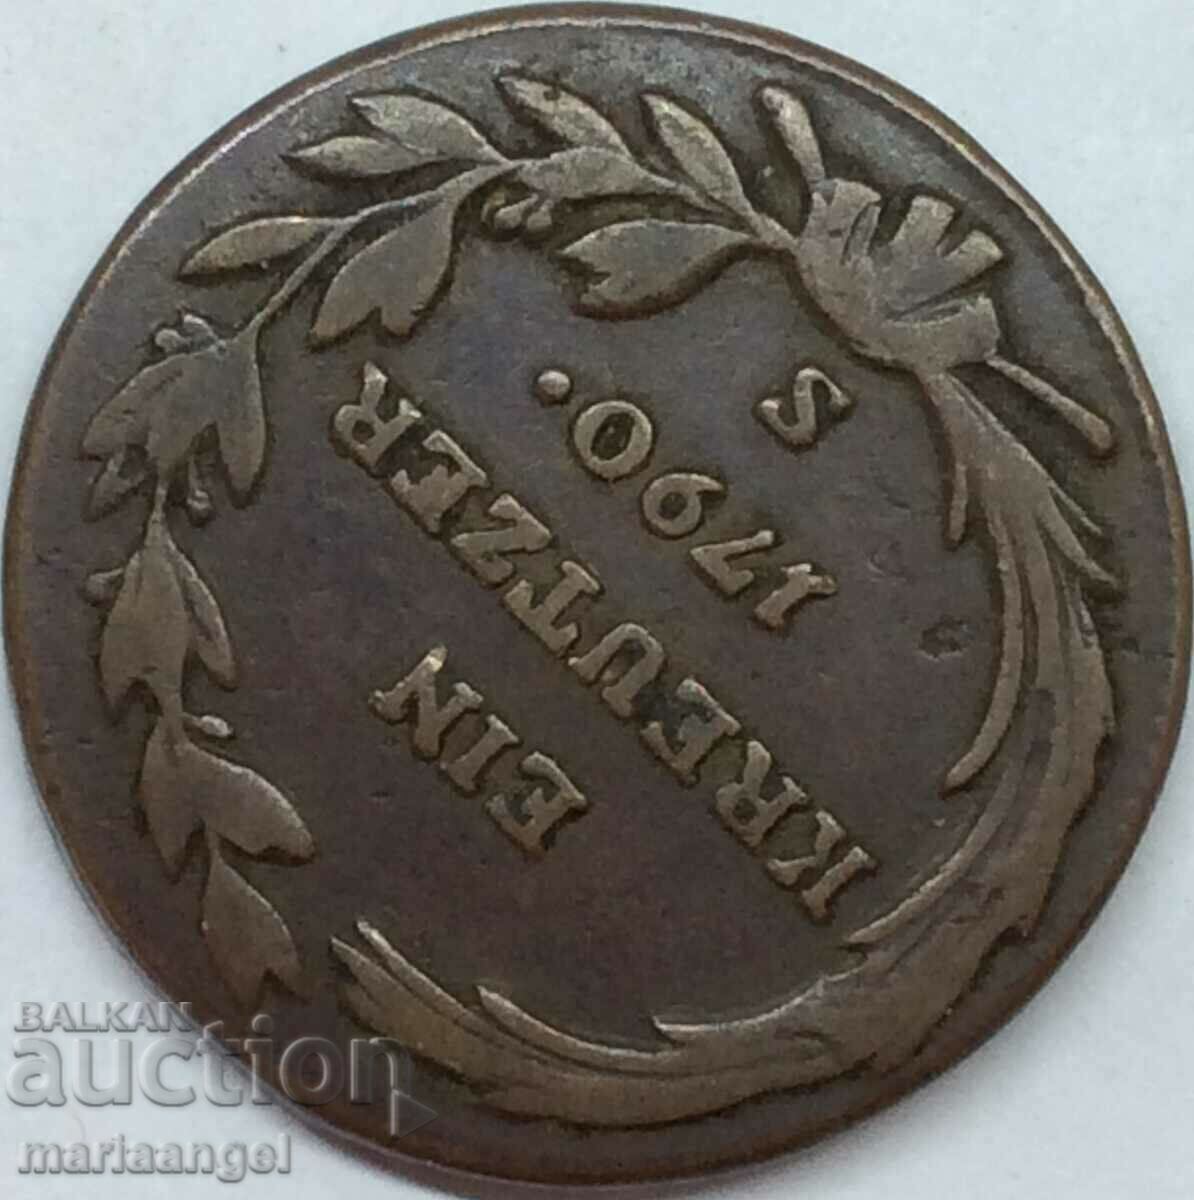 EIN
KREUTZER
1790.
S
BALKAN
auction
mariaangel